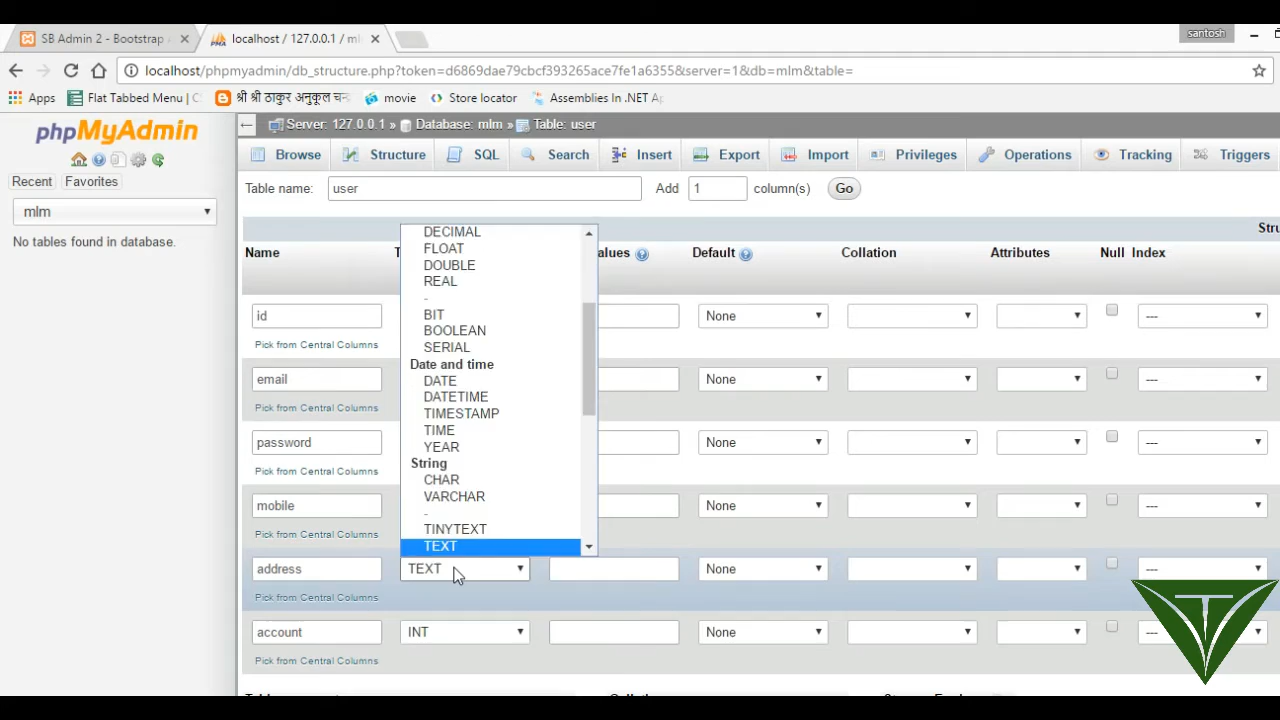 SB Admin 2 - Bootstrap
localhost / 127.0.0.1 / ml
santosh
localhost/phpmyadmin/db_structure.php?token=d6869dae79cbcf393265ace7fe1a6355&server=1&db=mlm&table=
Apps Flat Tabbed Menu | C श्री श्री ठाकुर अनुकूल चन movie Store locator Assemblies In .NET Ap
phpMyAdmin
Server: 127.0.0.1 » Database: mlm » Table: user
Browse Structure SQL Search Insert Export Import Privileges Operations Tracking Triggers
Recent Favorites
Table name: user Add 1 column(s) Go
mlm
No tables found in database.
Stru
Name T alues Default Collation Attributes Null Index
DECIMAL
FLOAT
DOUBLE
REAL
-
BIT
BOOLEAN
SERIAL
Date and time
DATE
DATETIME
TIMESTAMP
TIME
YEAR
String
CHAR
VARCHAR
-
TINYTEXT
TEXT
id None ---
Pick from Central Columns
email None ---
Pick from Central Columns
password None ---
Pick from Central Columns
mobile None ---
Pick from Central Columns
address TEXT None ---
Pick from Central Columns
account INT None ---
Pick from Central Columns